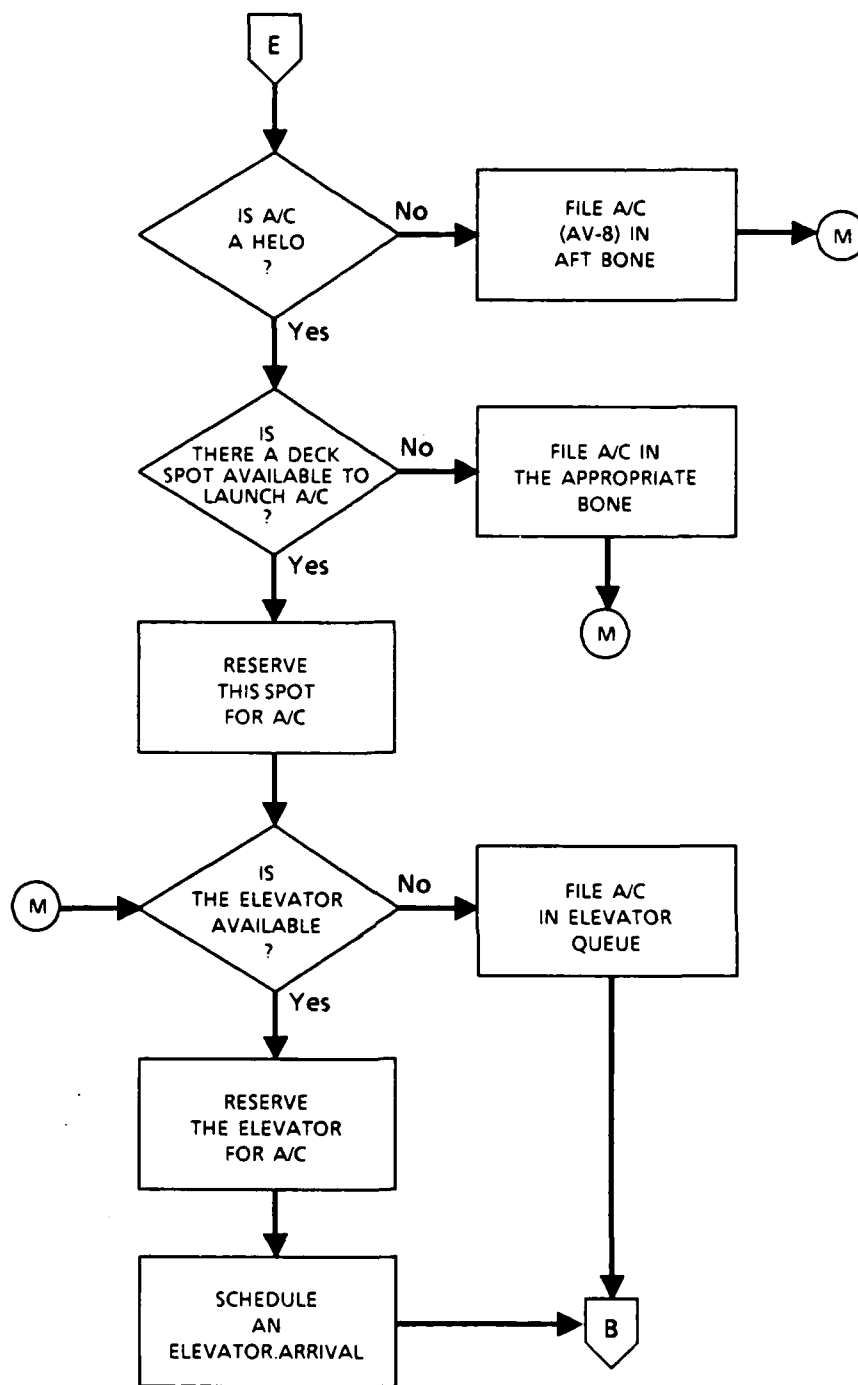 E
IS A/C
A HELO
?
No
FILE A/C
(AV-8) IN
AFT BONE
M
Yes
IS
THERE A DECK
SPOT AVAILABLE TO
LAUNCH A/C
?
No
FILE A/C IN
THE APPROPRIATE
BONE
M
Yes
RESERVE
THIS SPOT
FOR A/C
M
IS
THE ELEVATOR
AVAILABLE
?
No
FILE A/C
IN ELEVATOR
QUEUE
Yes
RESERVE
THE ELEVATOR
FOR A/C
SCHEDULE
AN
ELEVATOR.ARRIVAL
B